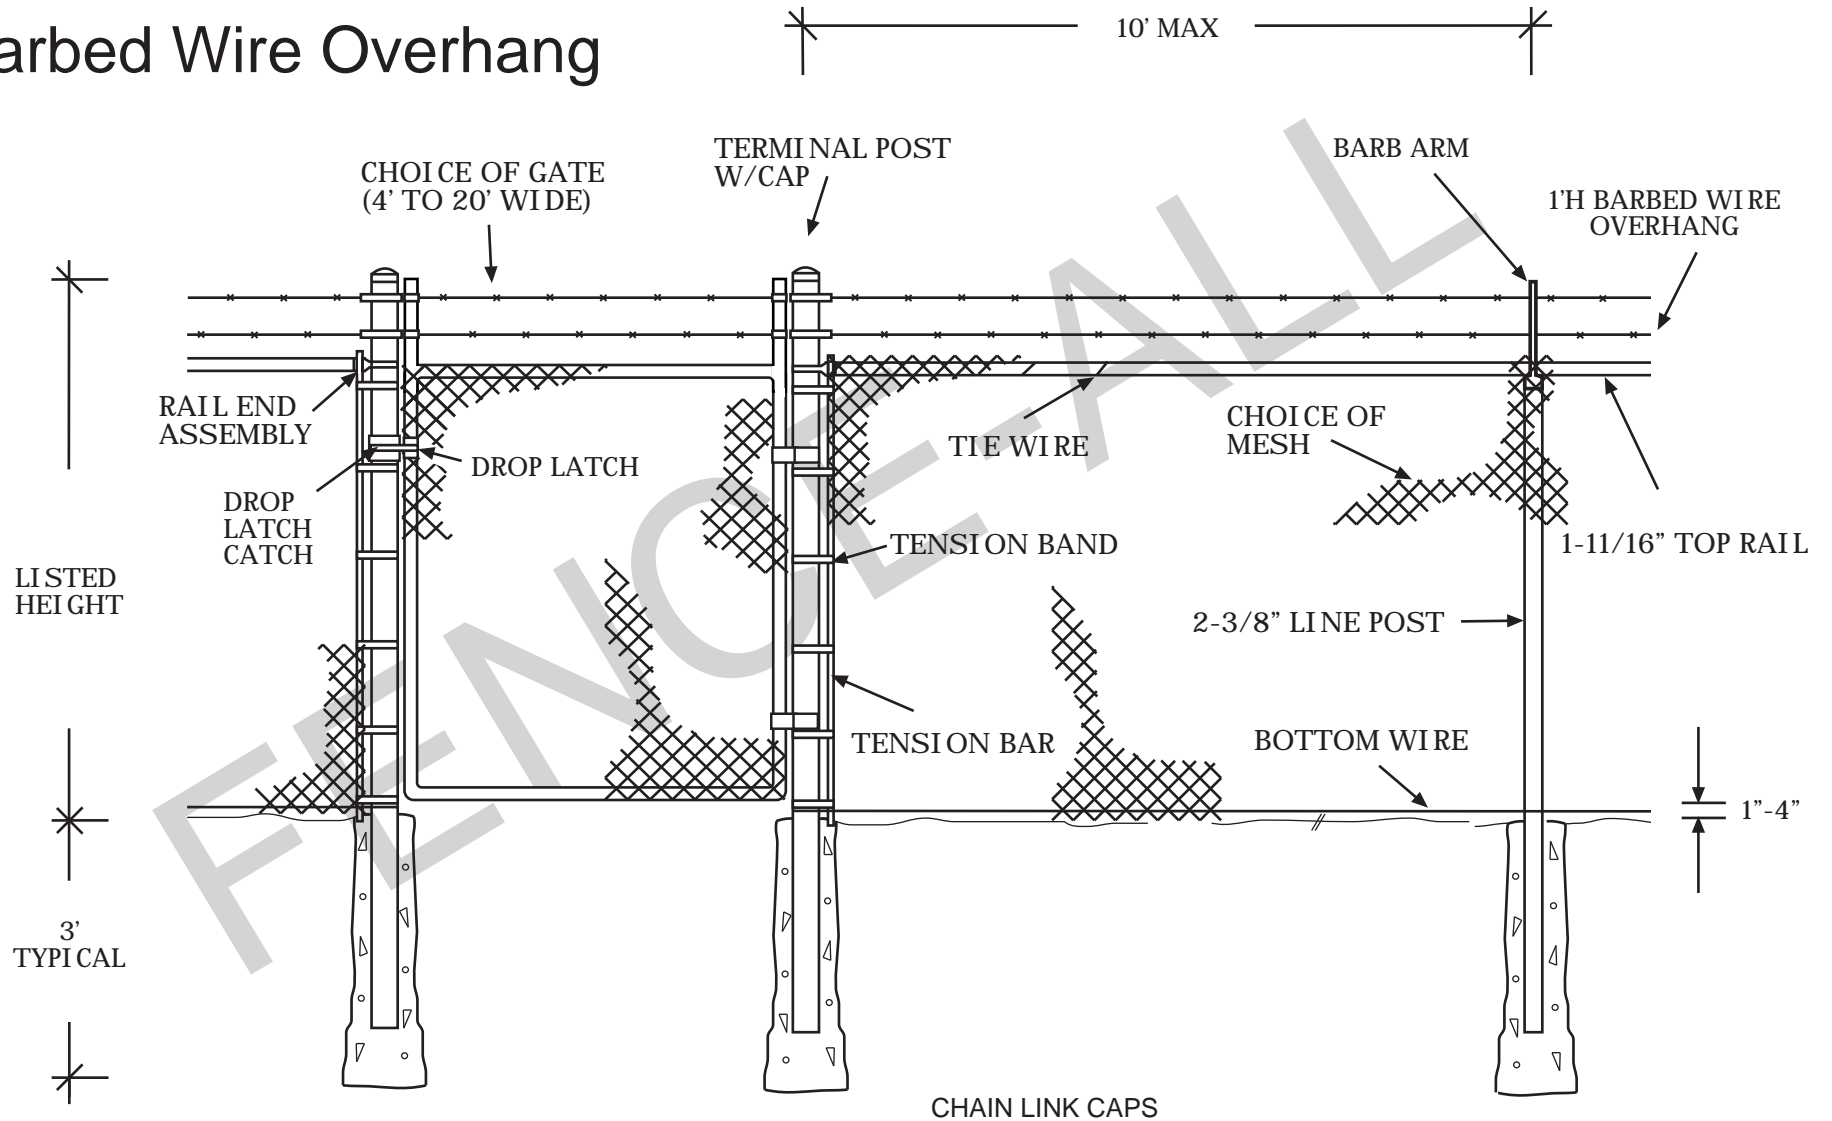 arbed Wire Overhang
10’ MAX
CHOICE OF GATE
(4’ TO 20’ WIDE)
TERMINAL POST
W/CAP
BARB ARM
1’H BARBED WIRE
OVERHANG
RAIL END
ASSEMBLY
DROP LATCH
DROP
LATCH
CATCH
TIE WIRE
CHOICE OF
MESH
1-11/16” TOP RAIL
TENSION BAND
LISTED
HEIGHT
2-3/8” LINE POST
TENSION BAR
BOTTOM WIRE
1”-4”
3’
TYPICAL
CHAIN LINK CAPS
FENCE-ALL